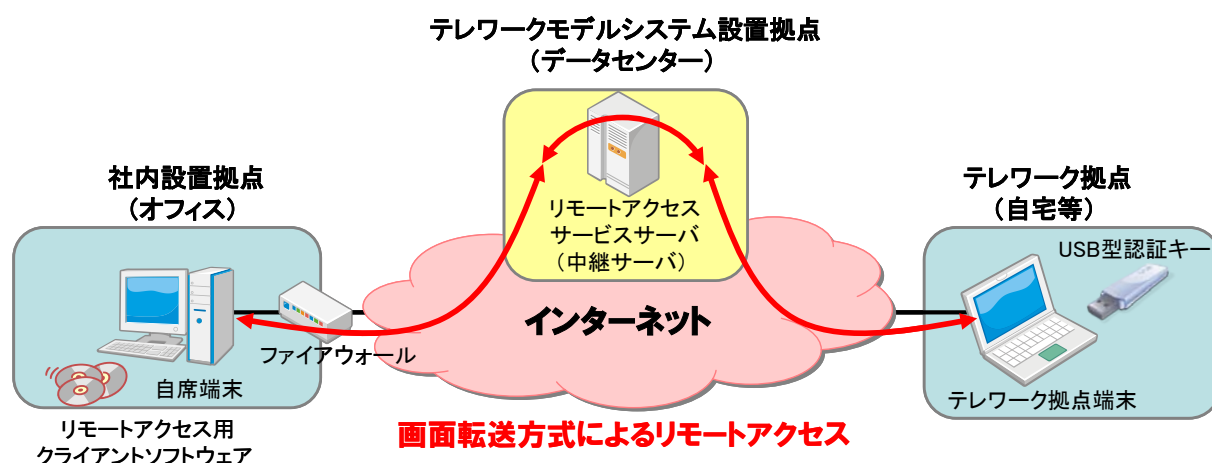 テレワークモデルシステム設置拠点
（データセンター）
社内設置拠点
（オフィス）
テレワーク拠点
（自宅等）
リモートアクセス
サービスサーバ
（中継サーバ）
USB型認証キー
インターネット
ファイアウォール
自席端末
テレワーク拠点端末
リモートアクセス用
クライアントソフトウェア
画面転送方式によるリモートアクセス